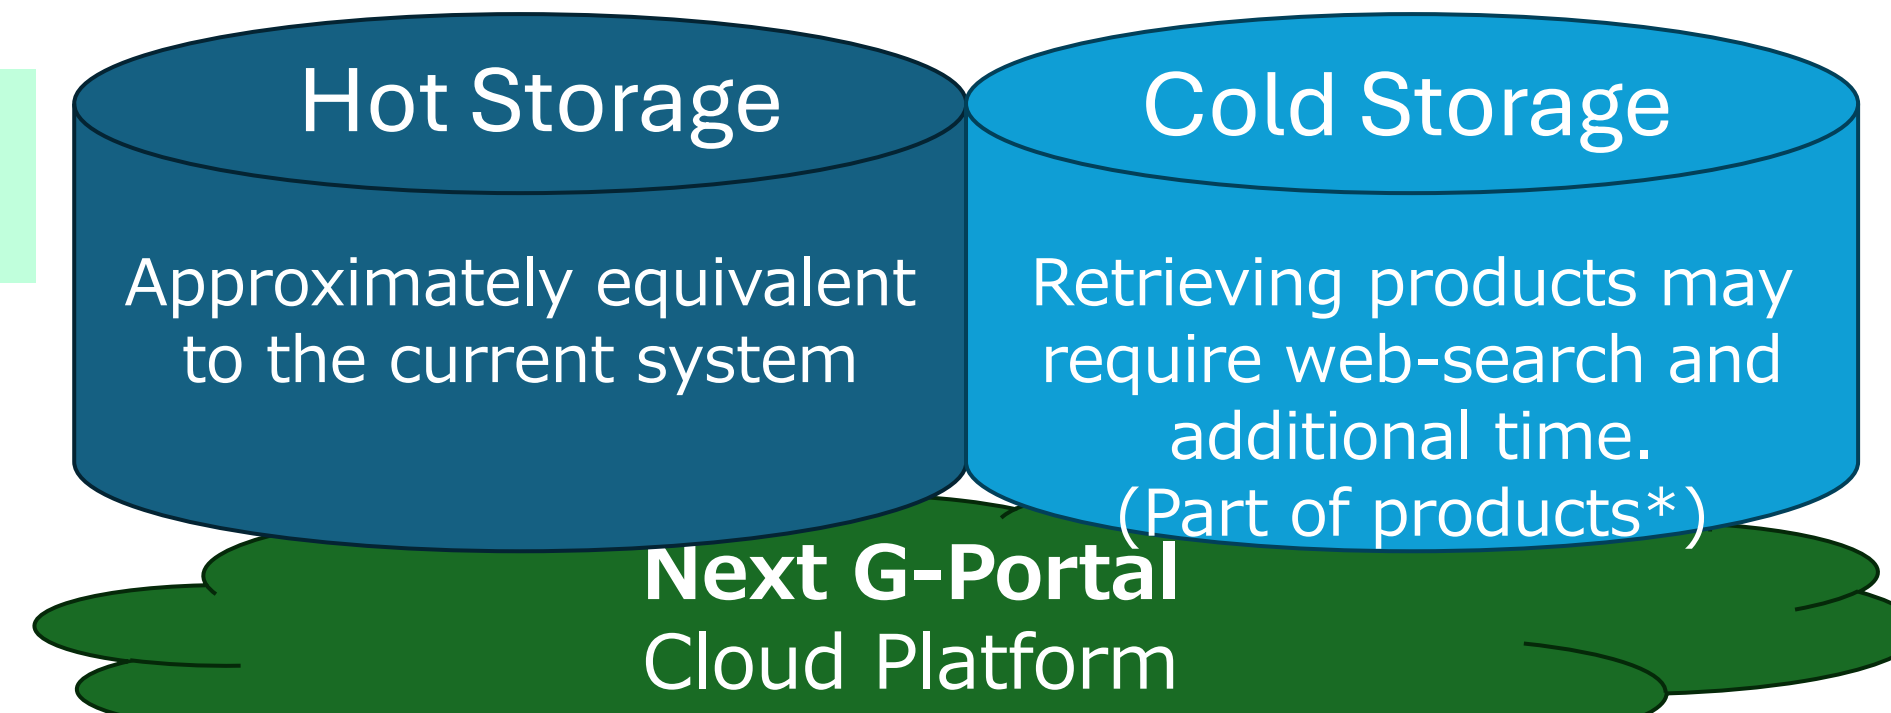 Hot Storage
Approximately equivalent
to the current system
Cold Storage
Retrieving products may
require web-search and
additional time.
(Part of products*)
Next G-Portal
Cloud Platform